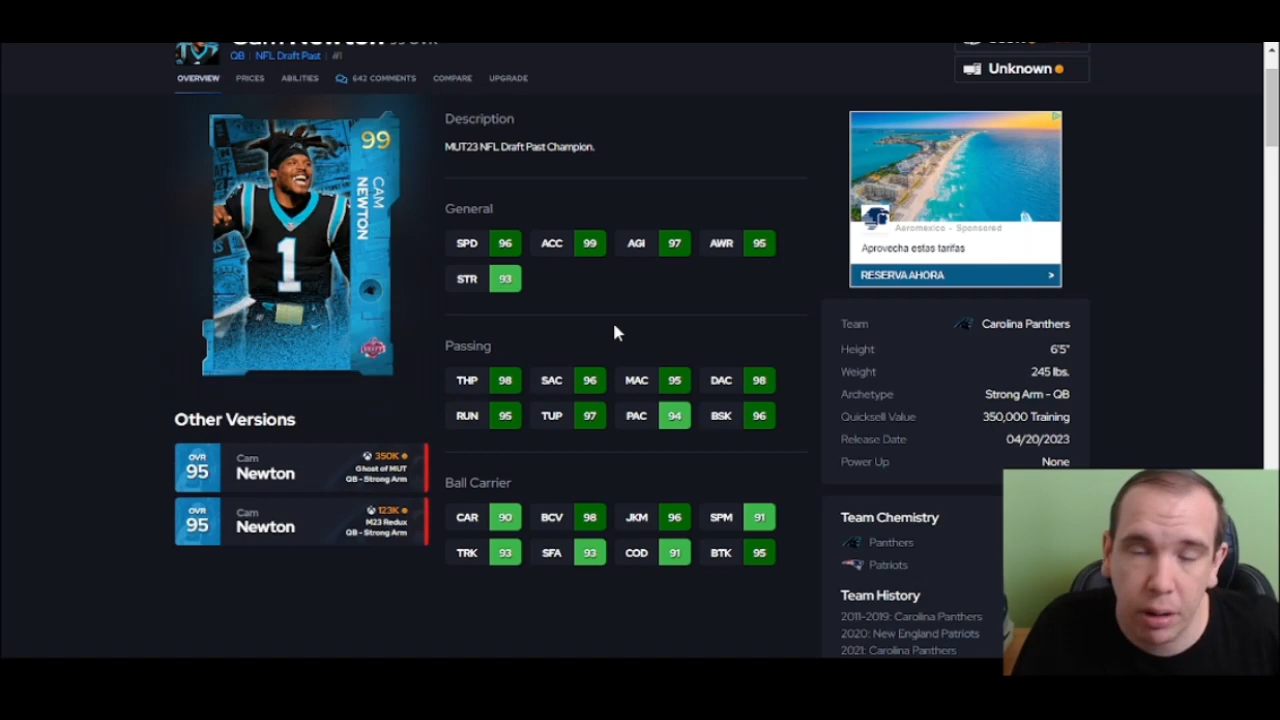 Cam Newton 99 OVR
QB | NFL Draft Past | #1
OVERVIEW PRICES ABILITIES 642 COMMENTS COMPARE UPGRADE
Unknown
99
CAM
NEWTON
1
Description
MUT23 NFL Draft Past Champion.
General
SPD 96 ACC 99 AGI 97 AWR 95
STR 93
Passing
THP 98 SAC 96 MAC 95 DAC 98
RUN 95 TUP 97 PAC 94 BSK 96
Ball Carrier
CAR 90 BCV 98 JKM 96 SPM 91
TRK 93 SFA 93 COD 91 BTK 95
Other Versions
OVR
95
Cam
Newton
350K
Ghost of MUT
QB - Strong Arm
OVR
95
Cam
Newton
123K
M23 Redux
QB - Strong Arm
Aeromexico - Sponsored
Aprovecha estas tarifas
RESERVA AHORA >
Team Carolina Panthers
Height 6'5"
Weight 245 lbs.
Archetype Strong Arm - QB
Quicksell Value 350,000 Training
Release Date 04/20/2023
Power Up None
Team Chemistry
Panthers
Patriots
Team History
2011-2019: Carolina Panthers
2020: New England Patriots
2021: Carolina Panthers